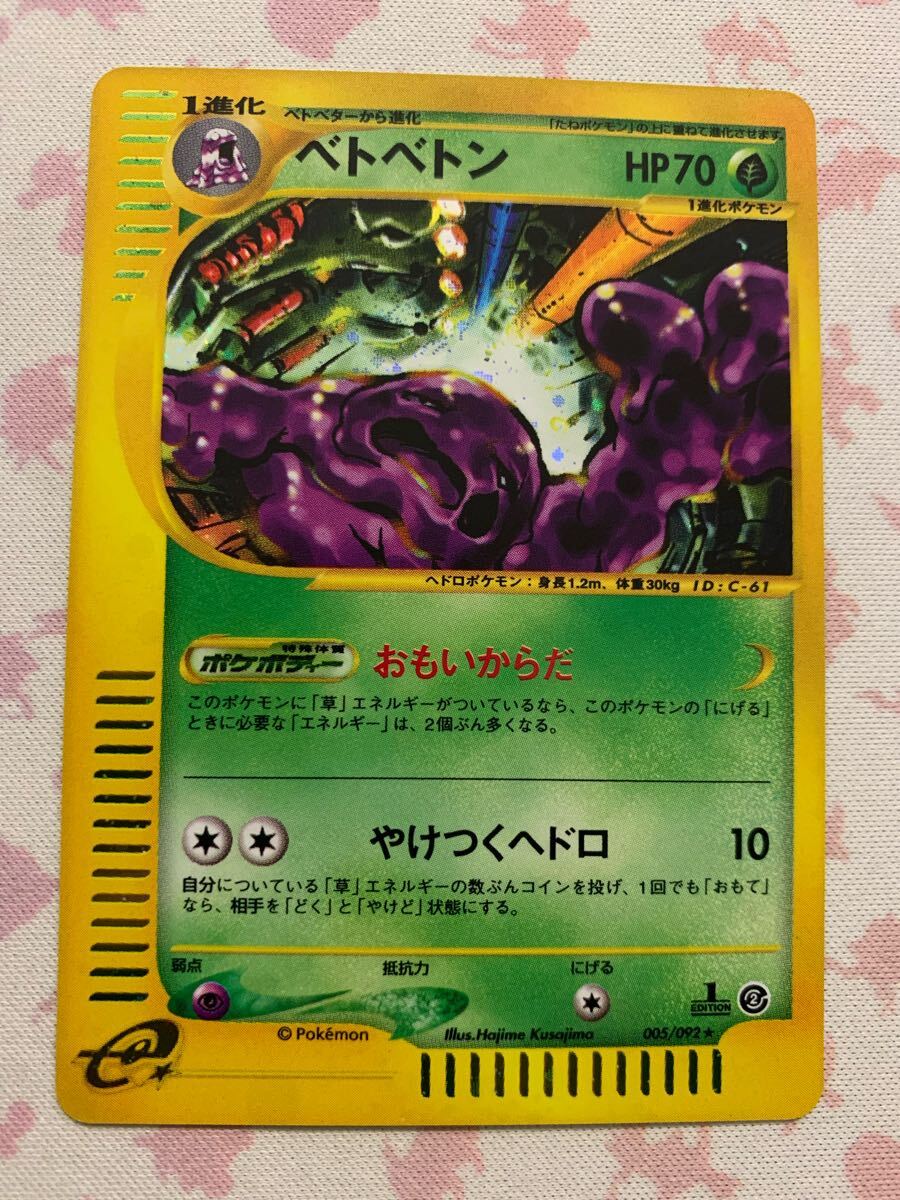 1進化
ベトベターから進化
「たねポケモン」の上に重ねて進化させます。
ベトベトン
HP70
1進化ポケモン
ヘドロポケモン：身長1.2m、体重30kg ID:C-61
特殊体質
ポケボディー
おもいからだ
このポケモンに「草」エネルギーがついているなら、このポケモンの「にげる」
ときに必要な「エネルギー」は、2個ぶん多くなる。
やけつくヘドロ
10
自分についている「草」エネルギーの数ぶんコインを投げ、1回でも「おもて」
なら、相手を「どく」と「やけど」状態にする。
弱点
抵抗力
にげる
1
EDITION
2
e
© Pokémon
Illus.Hajime Kusajima
005/092★